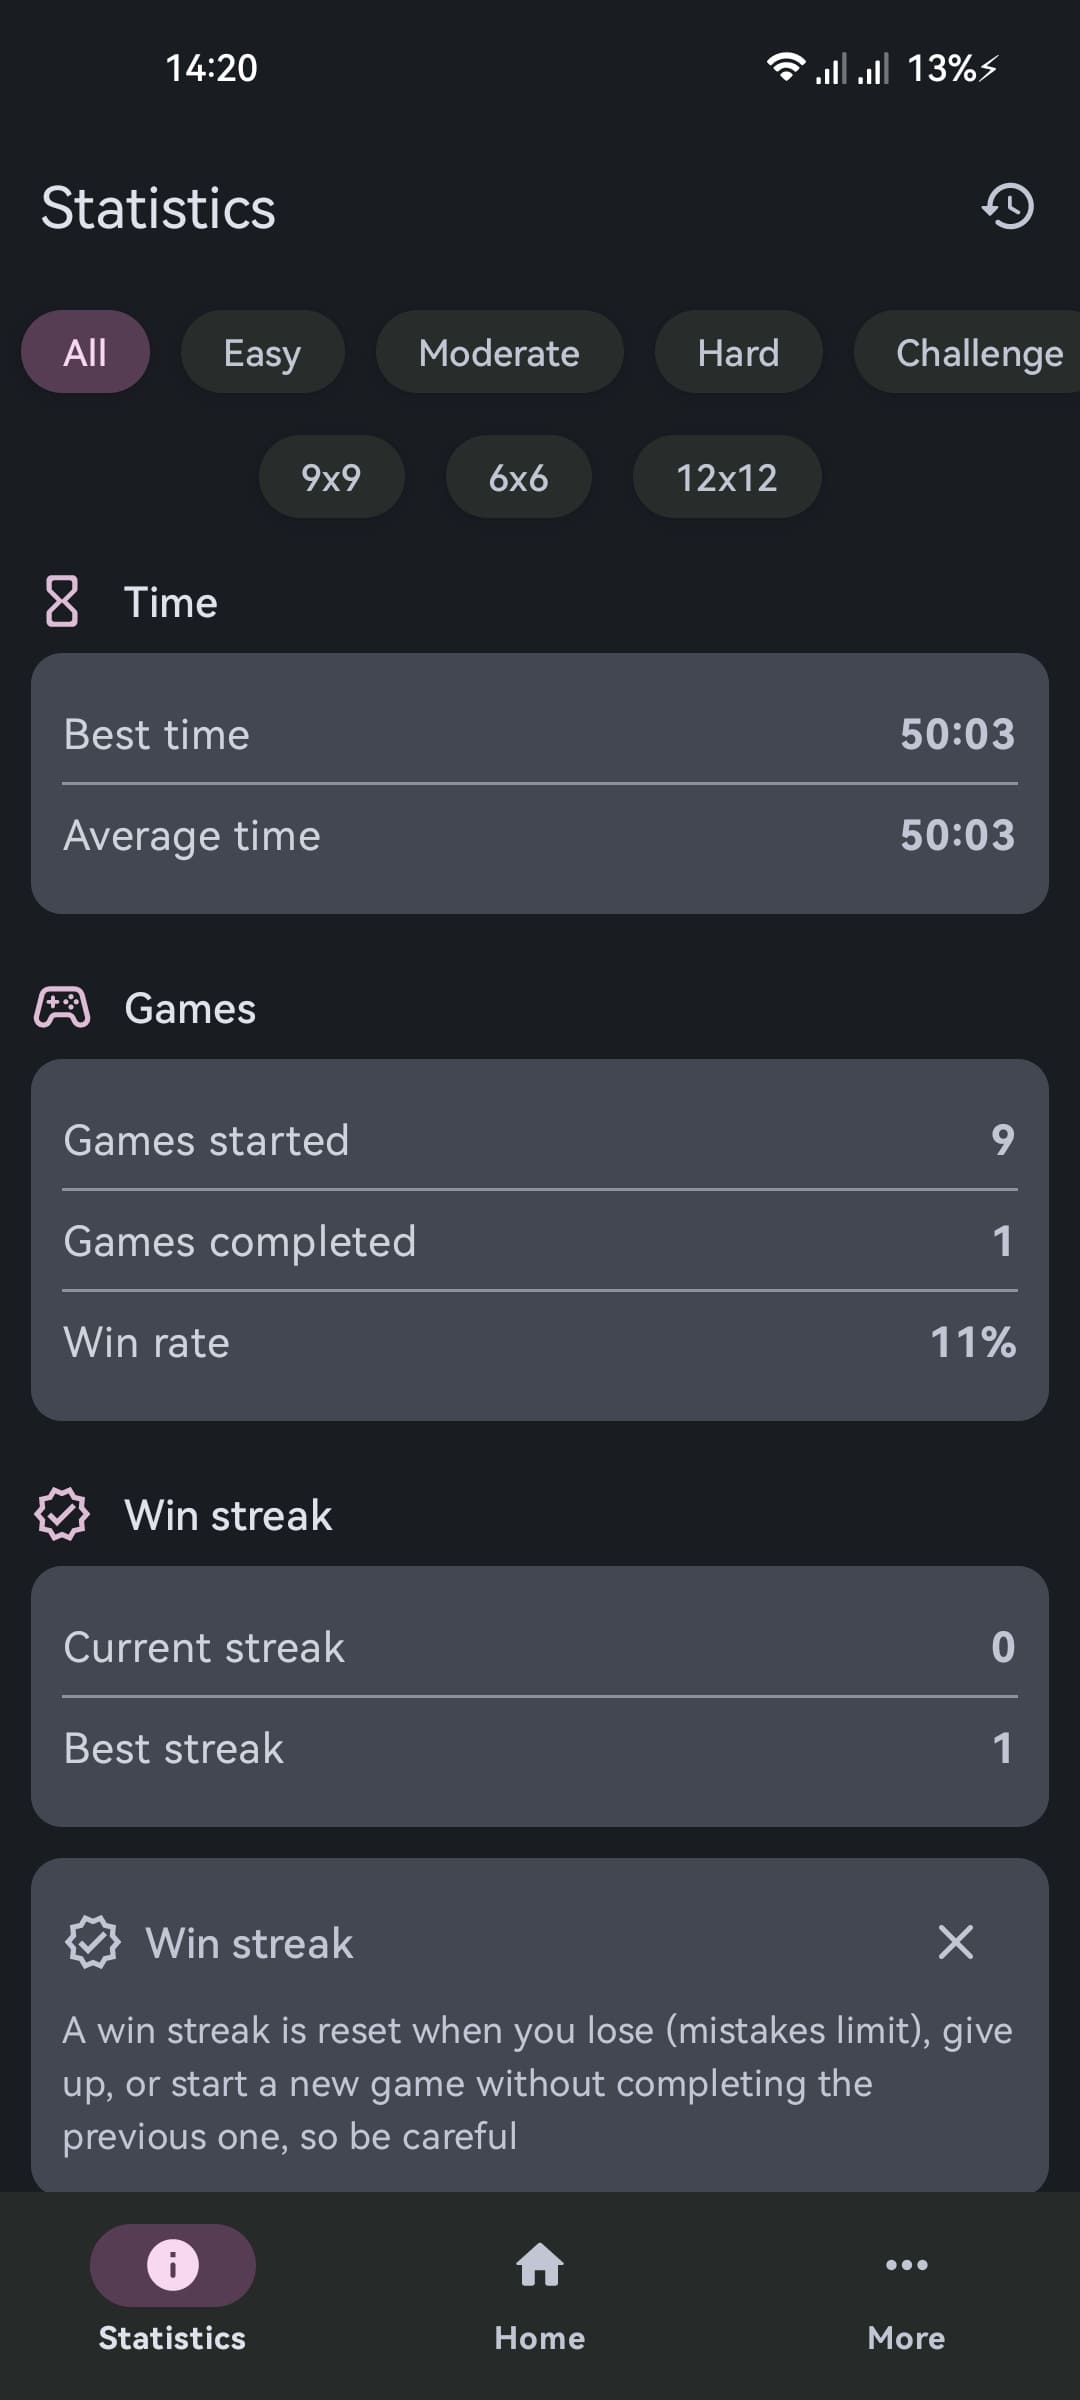 14:20
13%
Statistics
All Easy Moderate Hard Challenge
9x9 6x6 12x12
Time
Best time 50:03
Average time 50:03
Games
Games started 9
Games completed 1
Win rate 11%
Win streak
Current streak 0
Best streak 1
Win streak
A win streak is reset when you lose (mistakes limit), give
up, or start a new game without completing the
previous one, so be careful
Statistics Home More